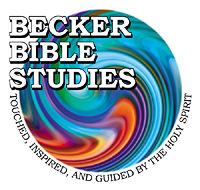 BECKER
BIBLE
STUDIES
TOUCHED, INSPIRED, AND GUIDED BY THE HOLY SPIRIT